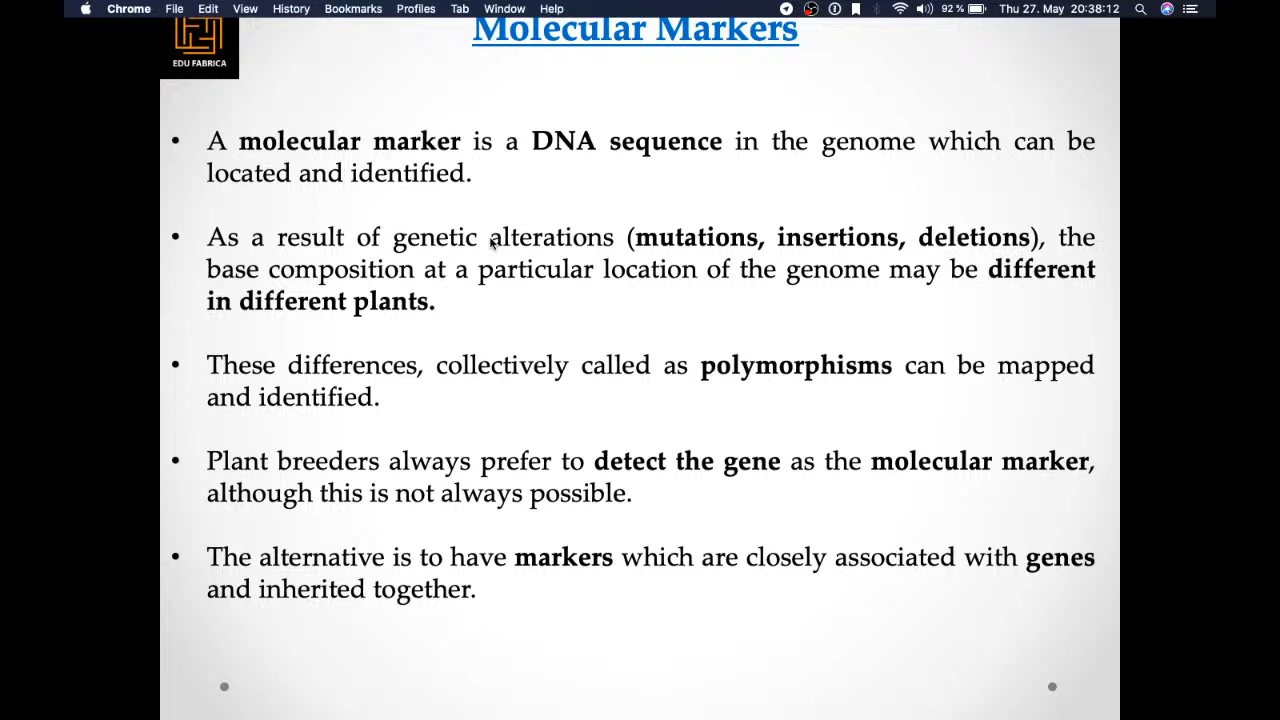 Chrome File Edit View History Bookmarks Profiles Tab Window Help 92 % Thu 27. May 20:38:12
Molecular Markers
EDU FABRICA
• A molecular marker is a DNA sequence in the genome which can be
located and identified.
• As a result of genetic alterations (mutations, insertions, deletions), the
base composition at a particular location of the genome may be different
in different plants.
• These differences, collectively called as polymorphisms can be mapped
and identified.
• Plant breeders always prefer to detect the gene as the molecular marker,
although this is not always possible.
• The alternative is to have markers which are closely associated with genes
and inherited together.